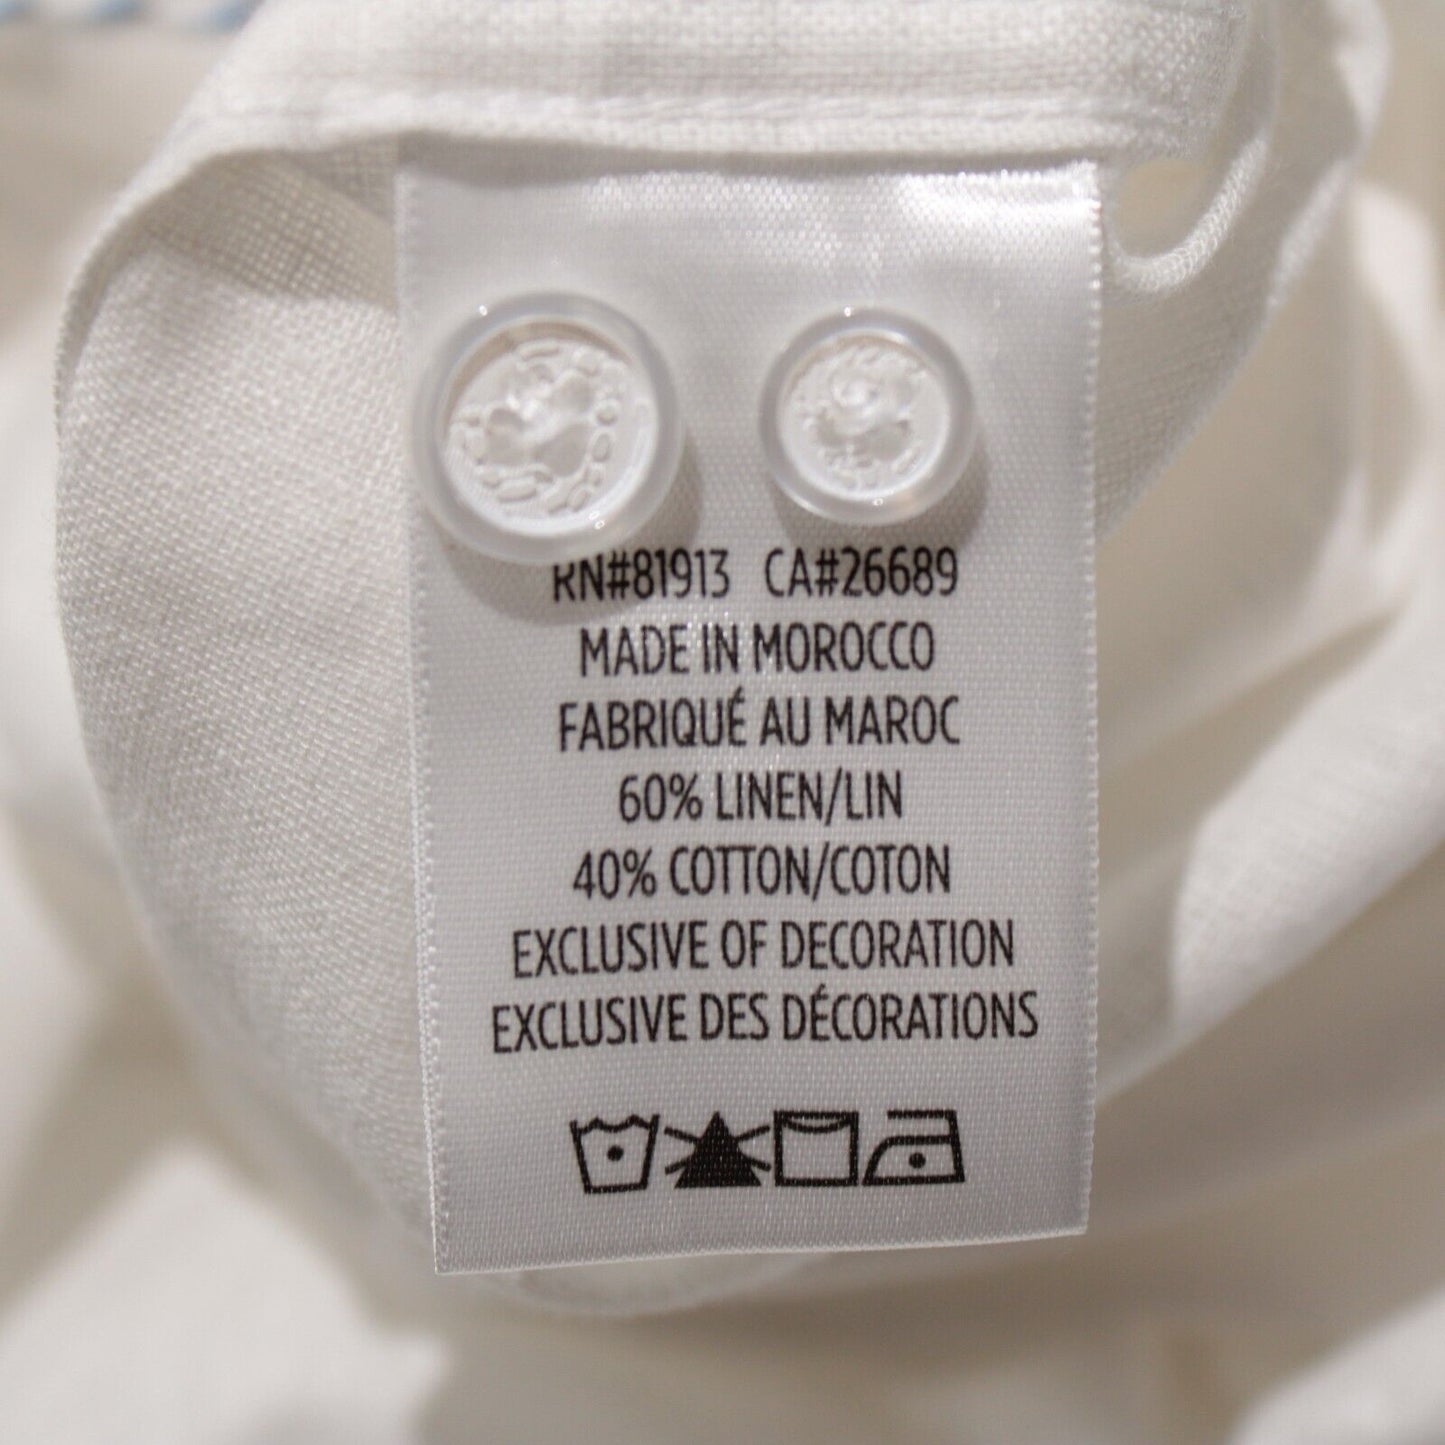 RN#81913 CA#26689
MADE IN MOROCCO
FABRIQUÉ AU MAROC
60% LINEN/LIN
40% COTTON/COTON
EXCLUSIVE OF DECORATION
EXCLUSIVE DES DÉCORATIONS